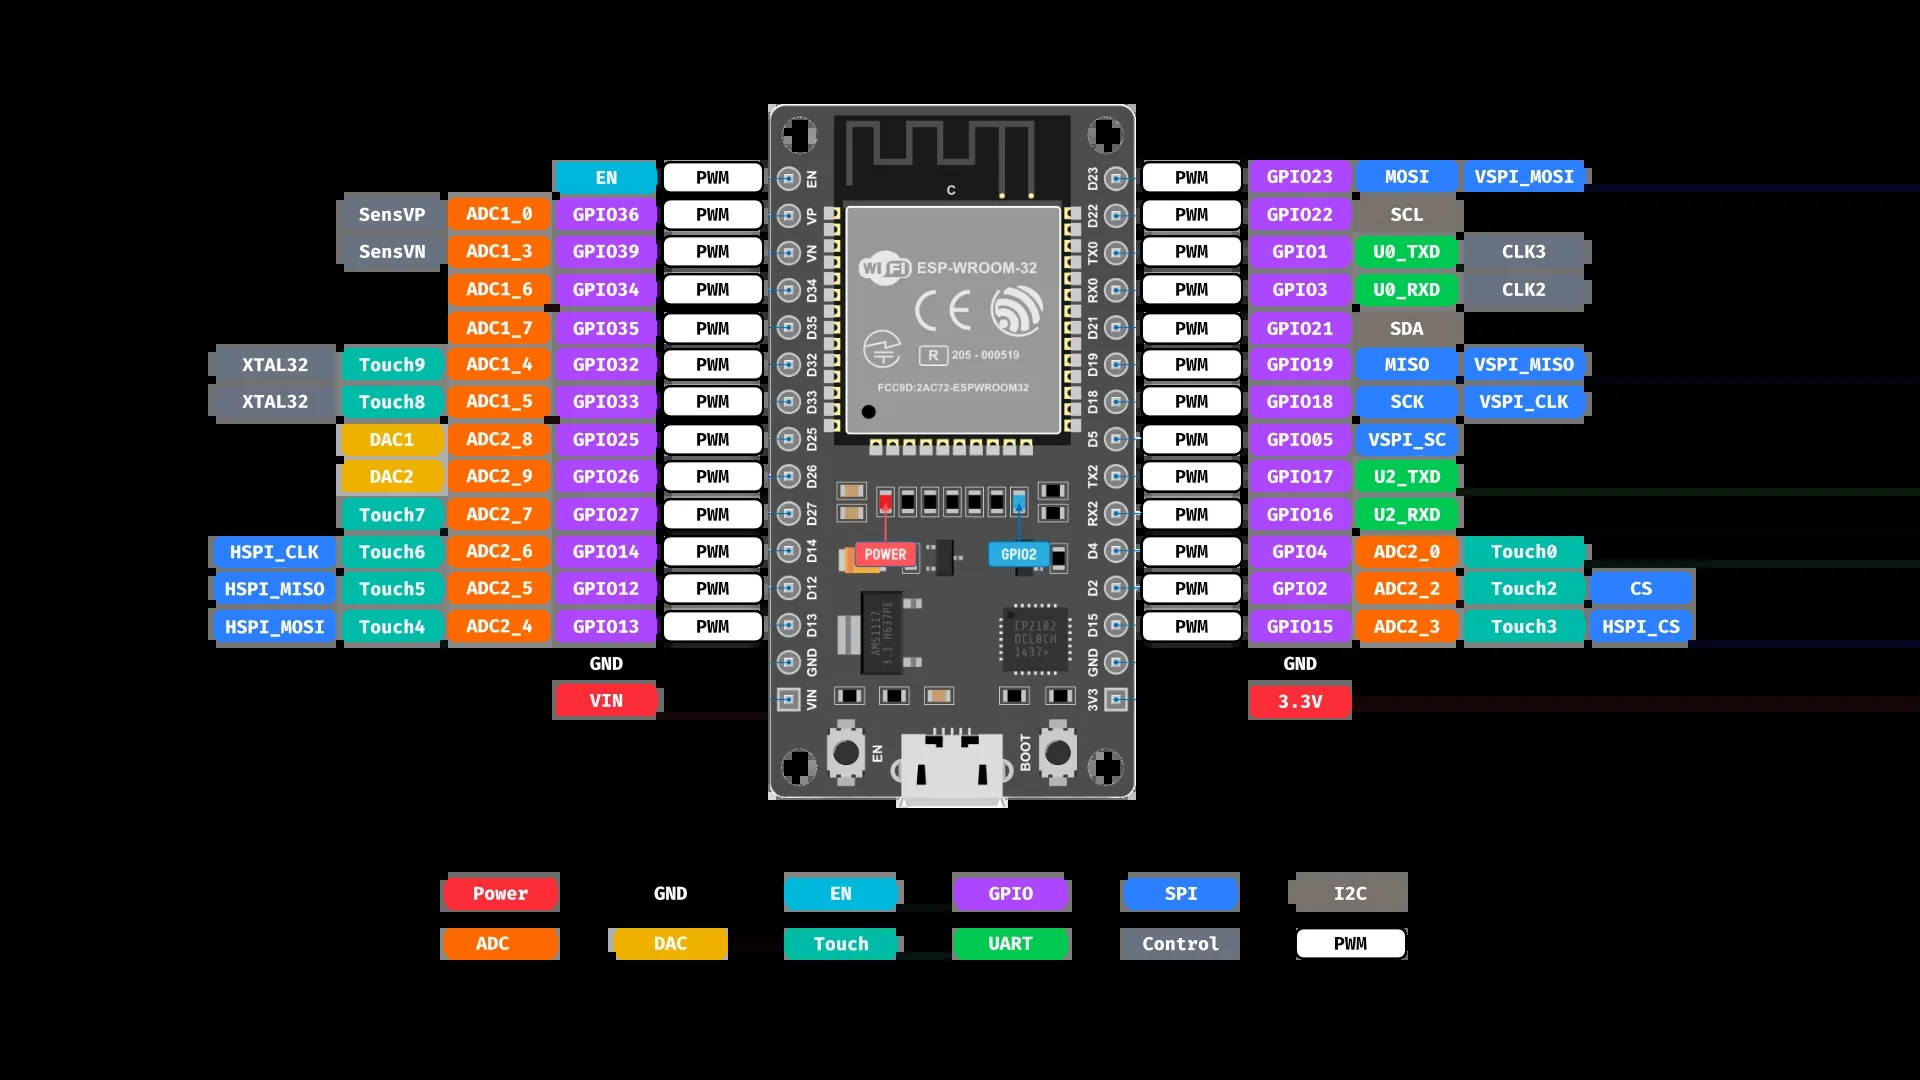 EN PWM EN D23 PWM GPIO23 MOSI VSPI_MOSI
C
SensVP ADC1_0 GPIO36 PWM VP D22 PWM GPIO22 SCL
SensVN ADC1_3 GPIO39 PWM VN TX0 PWM GPIO1 U0_TXD CLK3
WiFi ESP-WROOM-32
ADC1_6 GPIO34 PWM D34 RX0 PWM GPIO3 U0_RXD CLK2
CE
ADC1_7 GPIO35 PWM D35 D21 PWM GPIO21 SDA
R 205 - 000519
XTAL32 Touch9 ADC1_4 GPIO32 PWM D32 D19 PWM GPIO19 MISO VSPI_MISO
FCC9D:2AC72-ESPWROOM32
XTAL32 Touch8 ADC1_5 GPIO33 PWM D33 D18 PWM GPIO18 SCK VSPI_CLK
DAC1 ADC2_8 GPIO25 PWM D25 D5 PWM GPIO05 VSPI_SC
DAC2 ADC2_9 GPIO26 PWM D26 TX2 PWM GPIO17 U2_TXD
Touch7 ADC2_7 GPIO27 PWM D27 RX2 PWM GPIO16 U2_RXD
HSPI_CLK Touch6 ADC2_6 GPIO14 PWM D14 POWER GPIO2 D4 PWM GPIO4 ADC2_0 Touch0
HSPI_MISO Touch5 ADC2_5 GPIO12 PWM D12 D2 PWM GPIO2 ADC2_2 Touch2 CS
HSPI_MOSI Touch4 ADC2_4 GPIO13 PWM D13 D15 PWM GPIO15 ADC2_3 Touch3 HSPI_CS
AMS1117
3.3 H637PE
CP2102
DCL0CH
1437+
GND GND GND GND
VIN VIN 3V3 3.3V
EN BOOT
Power GND EN GPIO SPI I2C
ADC DAC Touch UART Control PWM